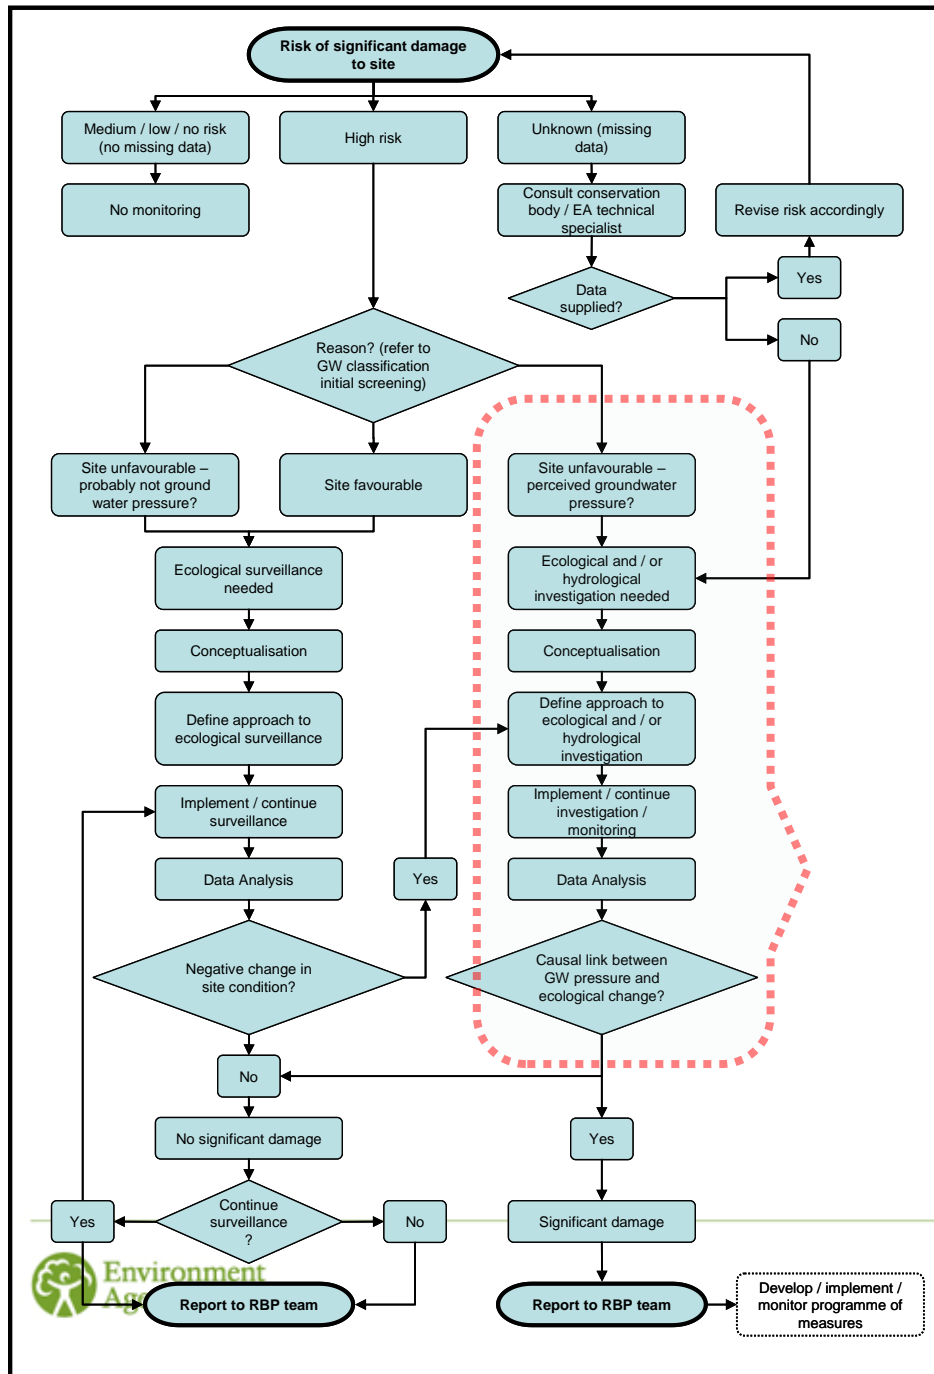 Risk of significant damage
to site
Medium / low / no risk
(no missing data)
High risk
Unknown (missing
data)
No monitoring
Consult conservation
body / EA technical
specialist
Revise risk accordingly
Data
supplied?
Yes
No
Reason? (refer to
GW classification
initial screening)
Site unfavourable –
probably not ground
water pressure?
Site favourable
Site unfavourable –
perceived groundwater
pressure?
Ecological surveillance
needed
Ecological and / or
hydrological
investigation needed
Conceptualisation
Conceptualisation
Define approach to
ecological surveillance
Define approach to
ecological and / or
hydrological
investigation
Implement / continue
surveillance
Implement / continue
investigation /
monitoring
Data Analysis
Yes
Data Analysis
Negative change in
site condition?
Causal link between
GW pressure and
ecological change?
No
No significant damage
Yes
Continue
surveillance
?
Yes
No
Significant damage
Environment
Report to RBP team
Report to RBP team
Develop / implement /
monitor programme of
measures